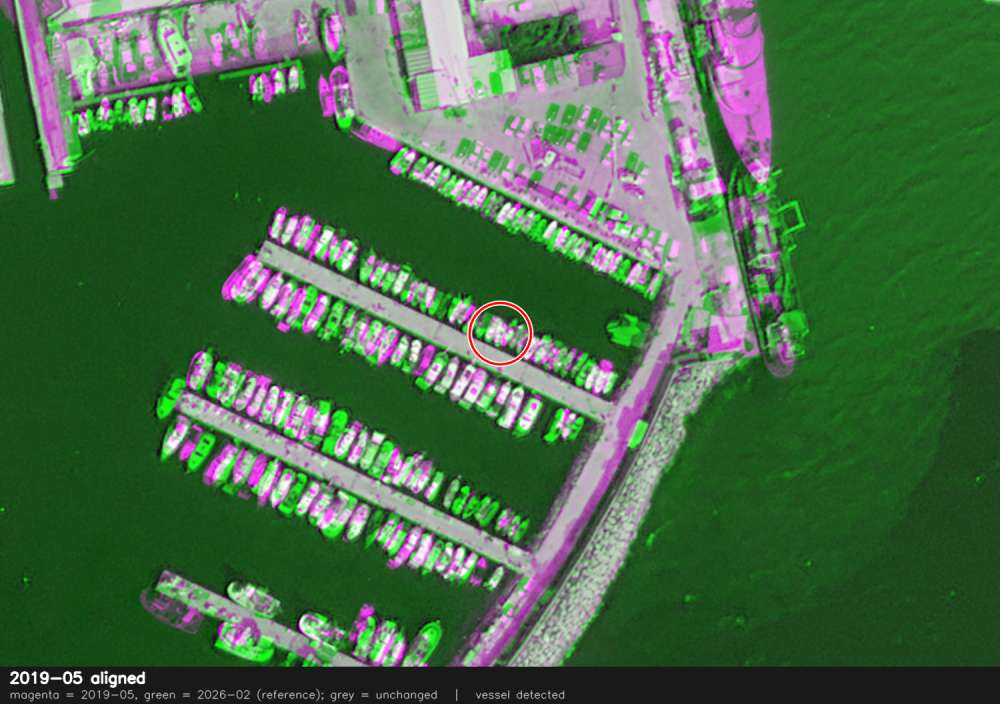 2019-05 aligned
magenta = 2019-05, green = 2026-02 (reference); grey = unchanged | vessel detected